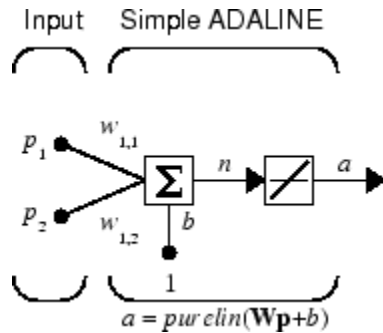 Input Simple ADALINE
p1 w1,1
Σ n a
p2 w1,2 b
1
a = purelin(Wp+b)